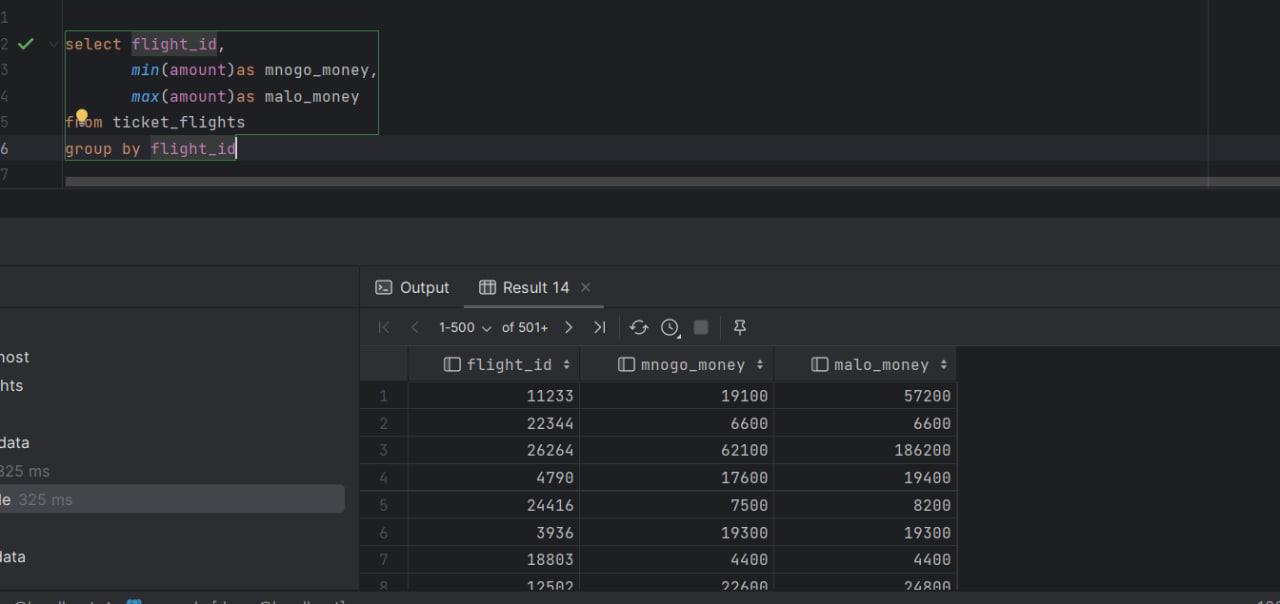 1
2 select flight_id,
3 min(amount)as mnogo_money,
4 max(amount)as malo_money
5 from ticket_flights
6 group by flight_id
7
Output Result 14
1-500 of 501+
host
hts
data
325 ms
le 325 ms
data
flight_id mnogo_money malo_money
1 11233 19100 57200
2 22344 6600 6600
3 26264 62100 186200
4 4790 17600 19400
5 24416 7500 8200
6 3936 19300 19300
7 18803 4400 4400
8 12502 22600 24800